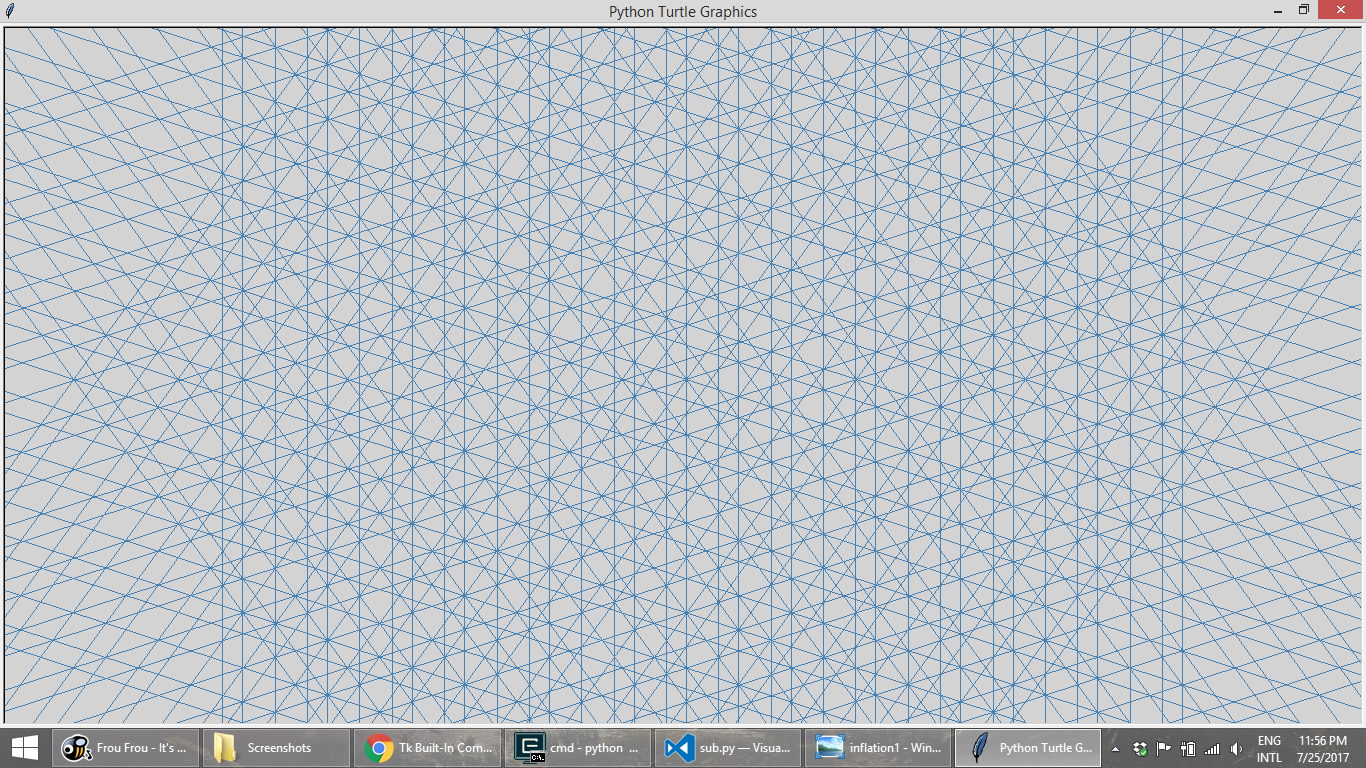 Python Turtle Graphics
Frou Frou - It's ...
Screenshots
Tk Built-In Com...
cmd - python ...
sub.py — Visua...
inflation1 - Win...
Python Turtle G...
ENG
INTL
11:56 PM
7/25/2017